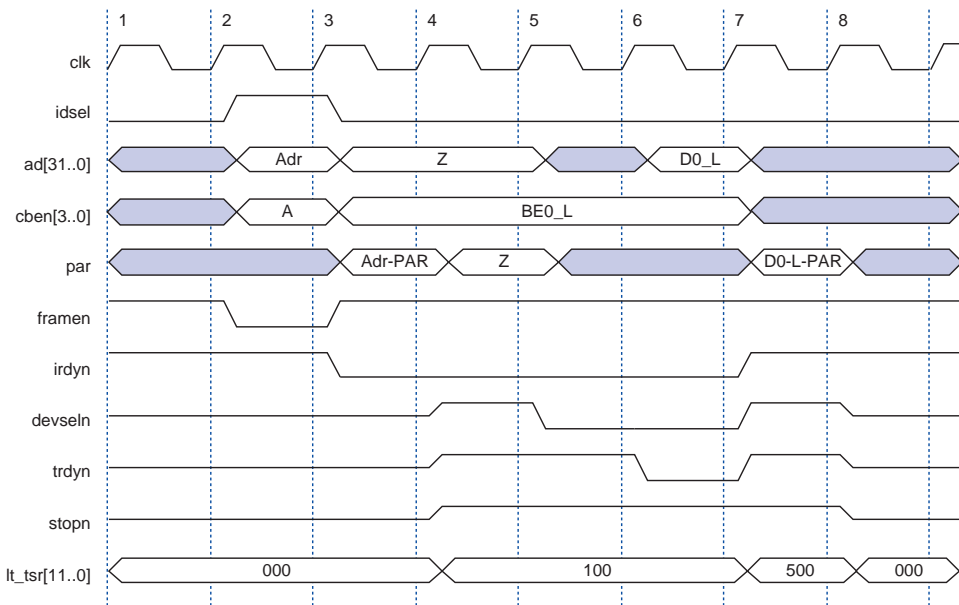 1 2 3 4 5 6 7 8
clk
idsel
ad[31..0] Adr Z D0_L
cben[3..0] A BE0_L
par Adr-PAR Z D0-L-PAR
framen
irdyn
devseln
trdyn
stopn
lt_tsr[11..0] 000 100 500 000